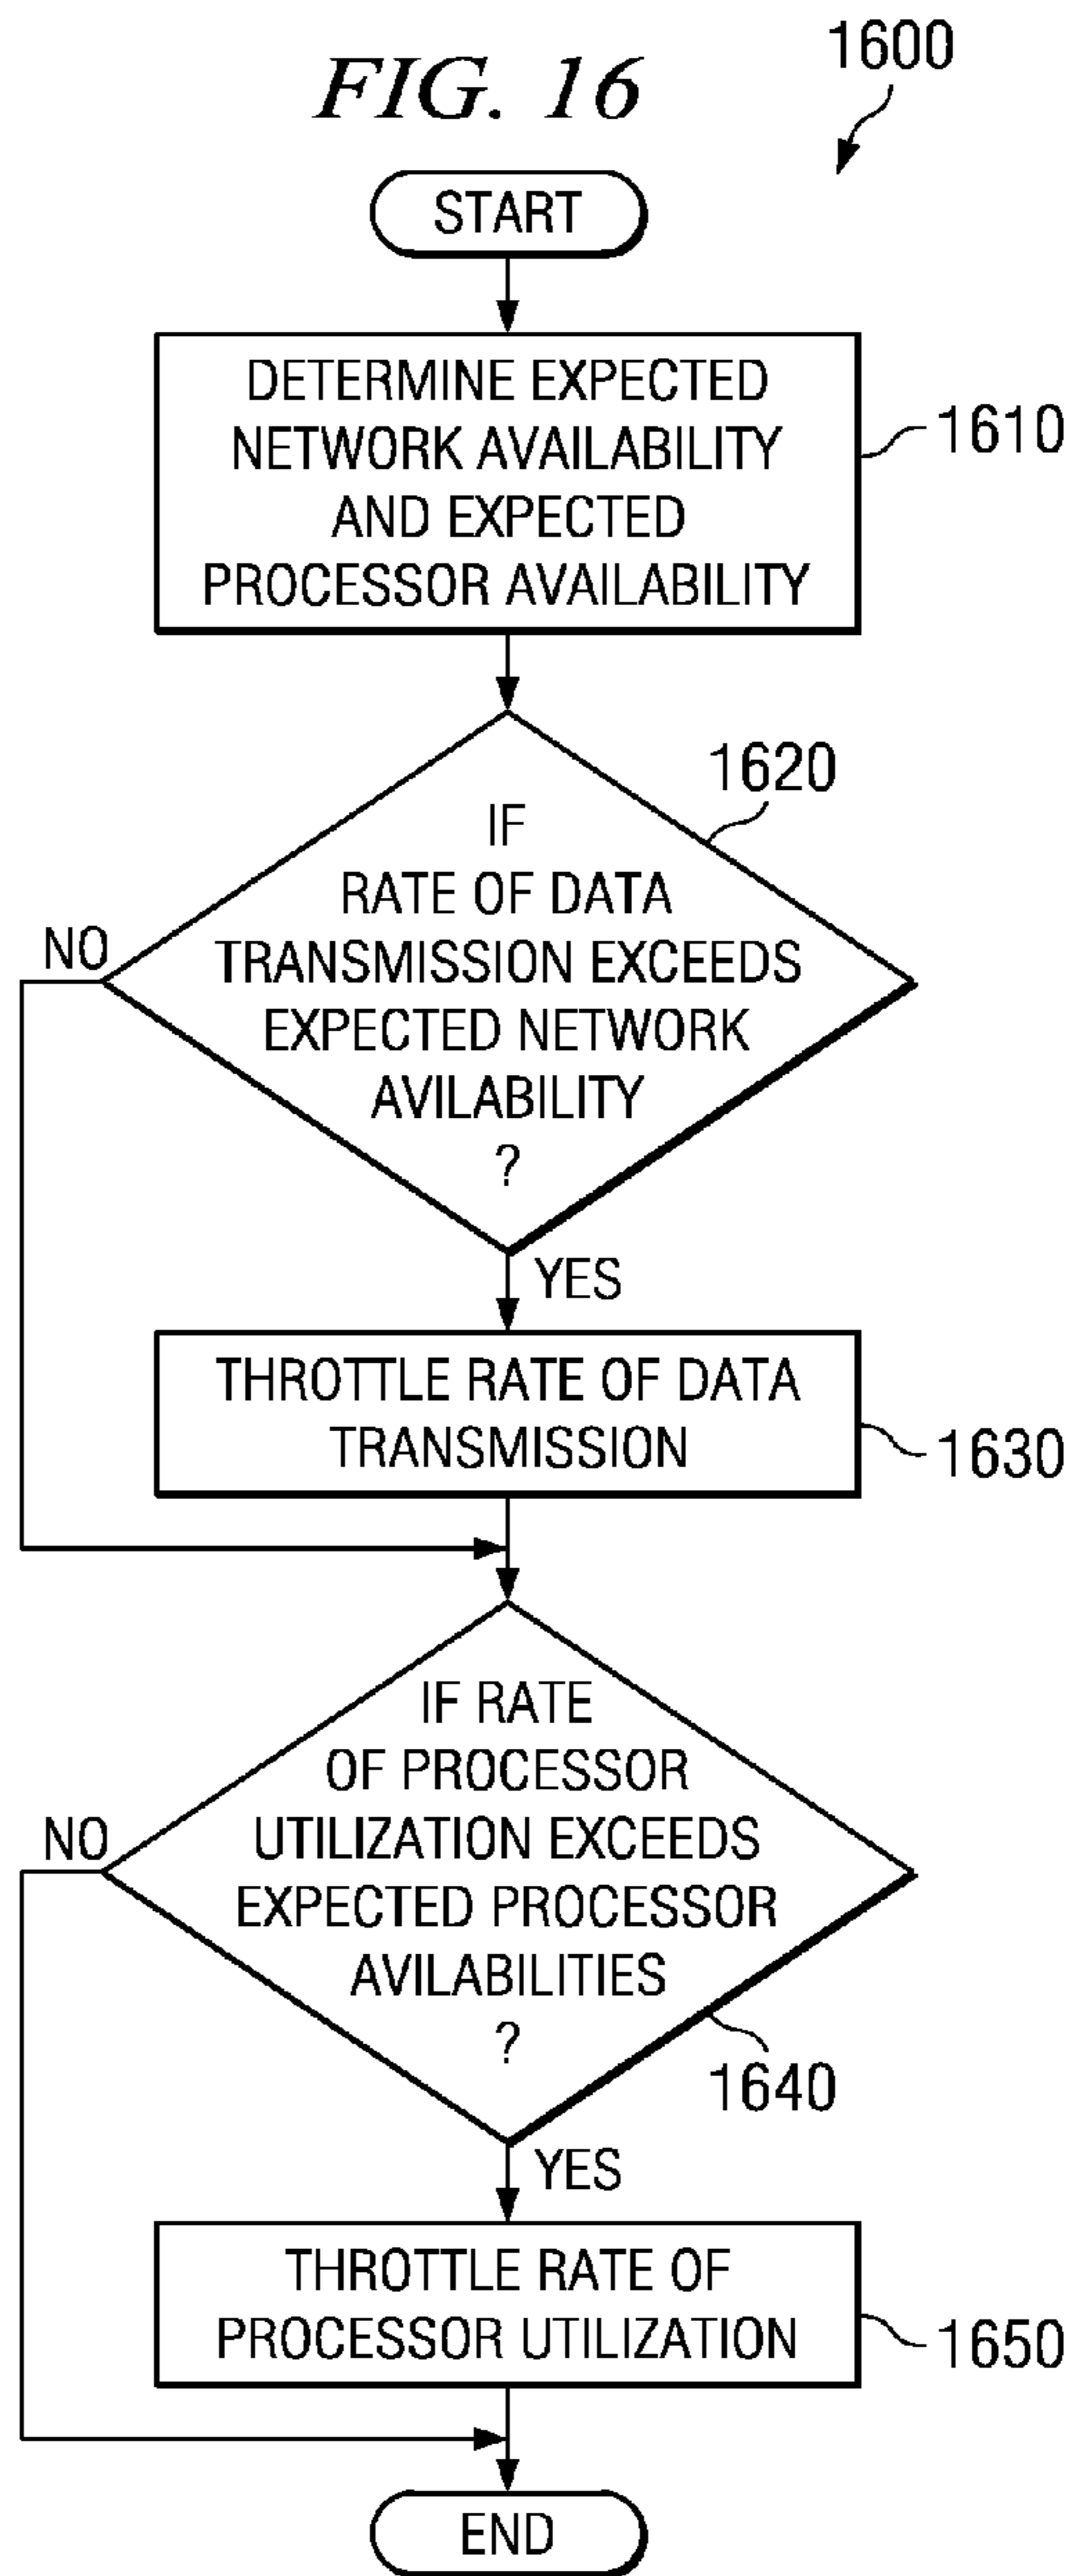 FIG. 16
1600
START
DETERMINE EXPECTED
NETWORK AVAILABILITY
AND EXPECTED
PROCESSOR AVAILABILITY
1610
1620
IF
RATE OF DATA
TRANSMISSION EXCEEDS
EXPECTED NETWORK
AVILABILITY
?
NO
YES
THROTTLE RATE OF DATA
TRANSMISSION
1630
IF RATE
OF PROCESSOR
UTILIZATION EXCEEDS
EXPECTED PROCESSOR
AVILABILITIES
?
NO
1640
YES
THROTTLE RATE OF
PROCESSOR UTILIZATION
1650
END